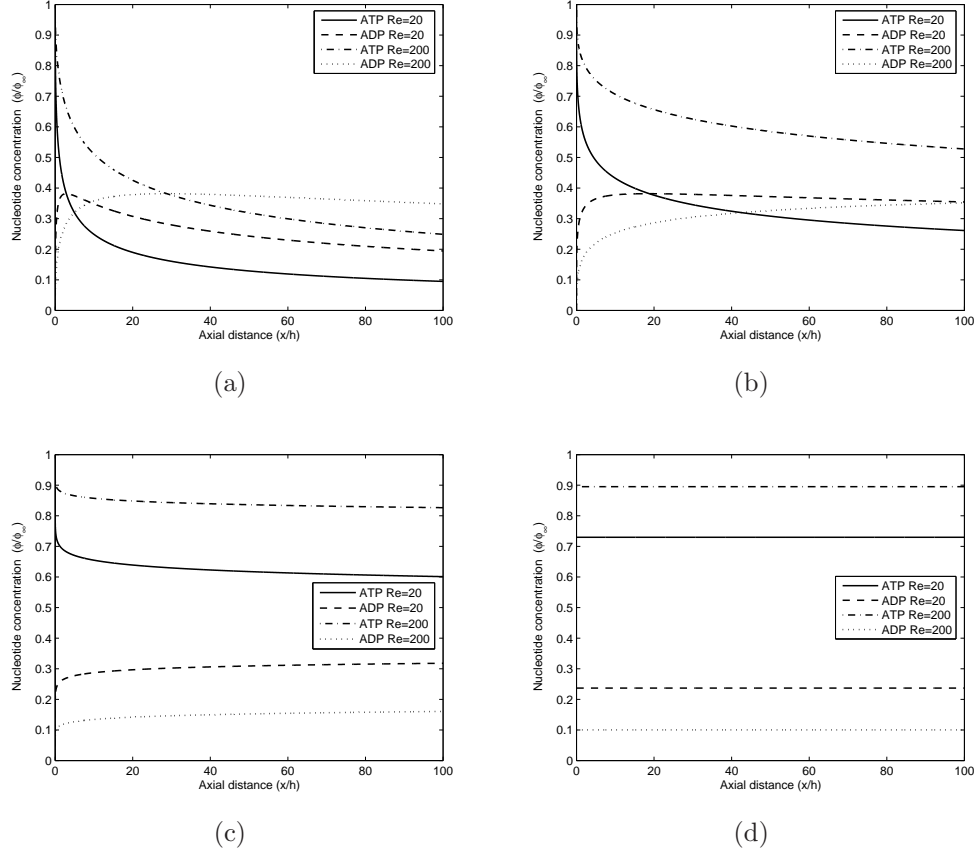 1
0.9
0.8
0.7
0.6
0.5
0.4
0.3
0.2
0.1
0
Nucleotide concentration (ϕ/ϕ∞)
ATP Re=20
ADP Re=20
ATP Re=200
ADP Re=200
0 20 40 60 80 100
Axial distance (x/h)
(a)
1
0.9
0.8
0.7
0.6
0.5
0.4
0.3
0.2
0.1
0
Nucleotide concentration (ϕ/ϕ∞)
ATP Re=20
ADP Re=20
ATP Re=200
ADP Re=200
0 20 40 60 80 100
Axial distance (x/h)
(b)
1
0.9
0.8
0.7
0.6
0.5
0.4
0.3
0.2
0.1
0
Nucleotide concentration (ϕ/ϕ∞)
ATP Re=20
ADP Re=20
ATP Re=200
ADP Re=200
0 20 40 60 80 100
Axial distance (x/h)
(c)
1
0.9
0.8
0.7
0.6
0.5
0.4
0.3
0.2
0.1
0
Nucleotide concentration (ϕ/ϕ∞)
ATP Re=20
ADP Re=20
ATP Re=200
ADP Re=200
0 20 40 60 80 100
Axial distance (x/h)
(d)